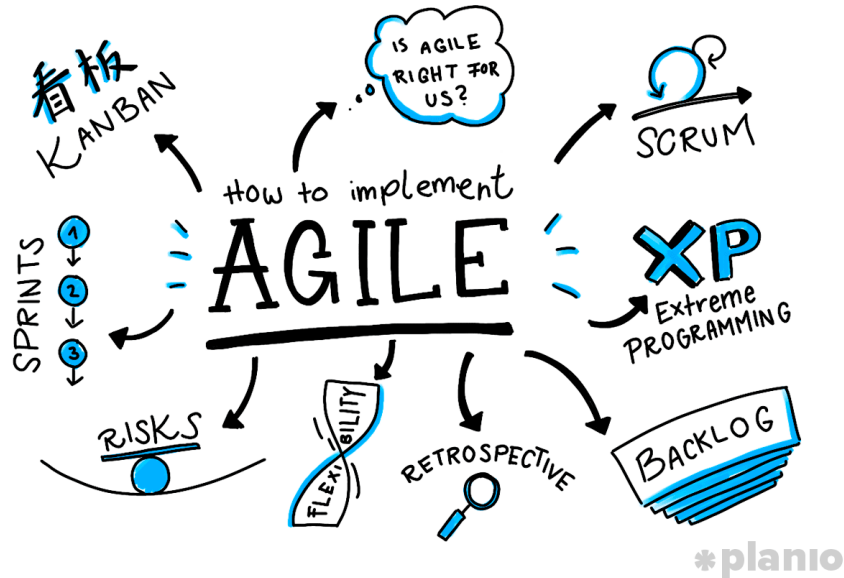 看板
KANBAN
IS AGILE
RIGHT FOR
US?
SCRUM
How to implement
AGILE
SPRINTS
1
2
3
XP
Extreme
PROGRAMMING
RISKS
FLEXI
BILITY
RETROSPECTIVE
BACKLOG
*planio